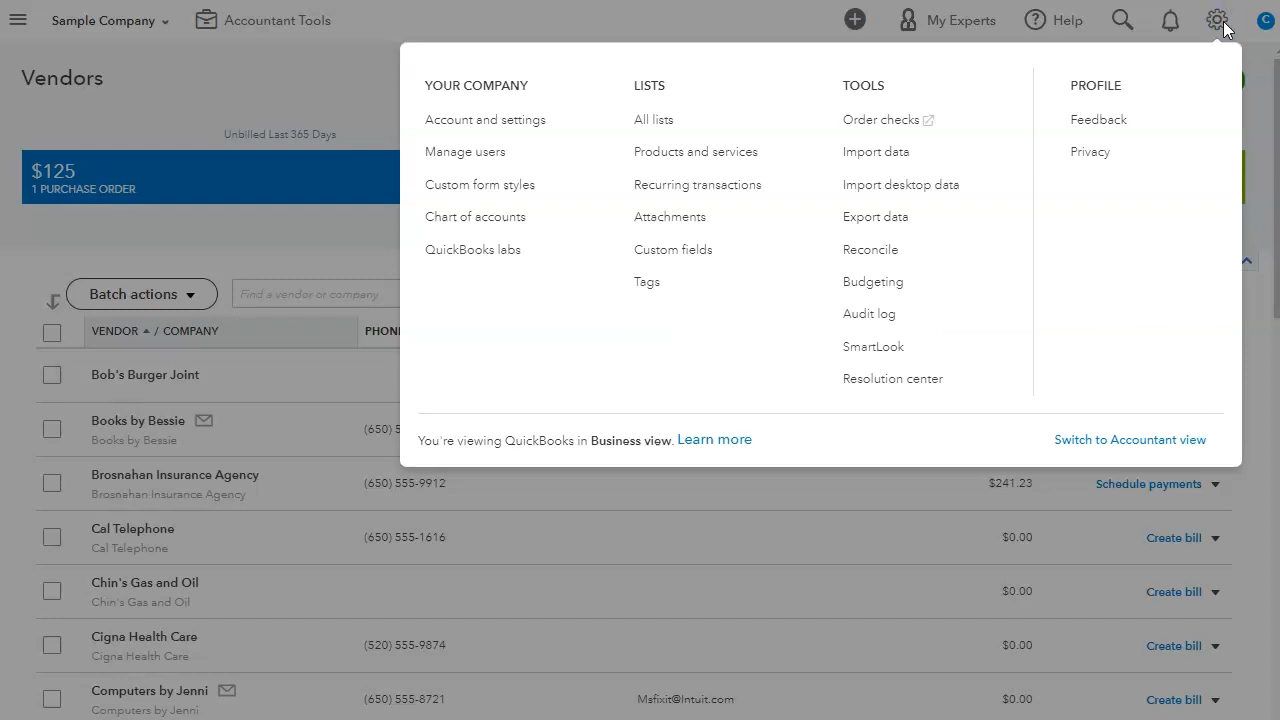 Sample Company
Accountant Tools
My Experts
Help
C
Vendors
Unbilled Last 365 Days
$125
1 PURCHASE ORDER
YOUR COMPANY
Account and settings
Manage users
Custom form styles
Chart of accounts
QuickBooks labs
LISTS
All lists
Products and services
Recurring transactions
Attachments
Custom fields
Tags
TOOLS
Order checks
Import data
Import desktop data
Export data
Reconcile
Budgeting
Audit log
SmartLook
Resolution center
PROFILE
Feedback
Privacy
You're viewing QuickBooks in Business view. Learn more
Switch to Accountant view
Batch actions
Find a vendor or company
VENDOR / COMPANY
PHON
Bob's Burger Joint
Books by Bessie
Books by Bessie
(650) 5
Brosnahan Insurance Agency
Brosnahan Insurance Agency
(650) 555-9912
$241.23
Schedule payments
Cal Telephone
Cal Telephone
(650) 555-1616
$0.00
Create bill
Chin's Gas and Oil
Chin's Gas and Oil
$0.00
Create bill
Cigna Health Care
Cigna Health Care
(520) 555-9874
$0.00
Create bill
Computers by Jenni
Computers by Jenni
(650) 555-8721
Msfixit@Intuit.com
$0.00
Create bill